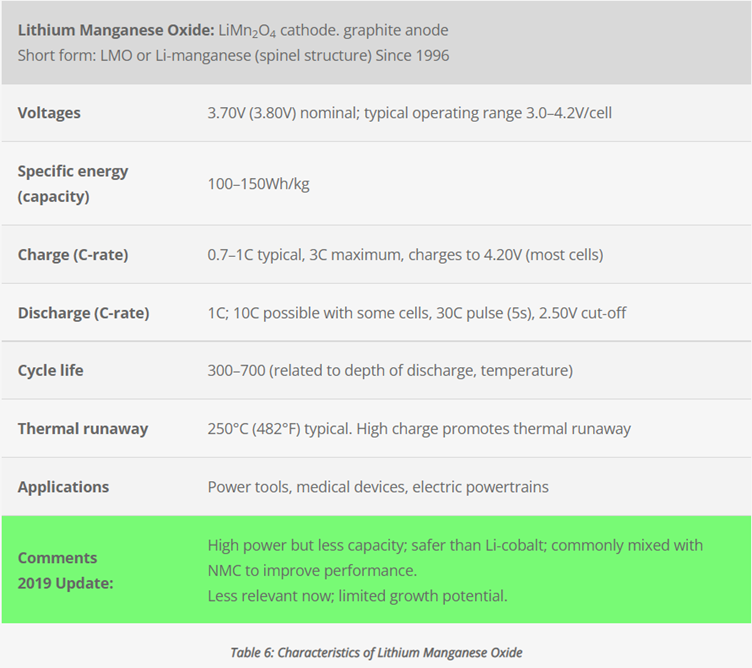 Lithium Manganese Oxide: LiMn₂O₄ cathode. graphite anode
Short form: LMO or Li-manganese (spinel structure) Since 1996
Voltages
3.70V (3.80V) nominal; typical operating range 3.0–4.2V/cell
Specific energy
(capacity)
100–150Wh/kg
Charge (C-rate)
0.7–1C typical, 3C maximum, charges to 4.20V (most cells)
Discharge (C-rate)
1C; 10C possible with some cells, 30C pulse (5s), 2.50V cut-off
Cycle life
300–700 (related to depth of discharge, temperature)
Thermal runaway
250°C (482°F) typical. High charge promotes thermal runaway
Applications
Power tools, medical devices, electric powertrains
Comments
2019 Update:
High power but less capacity; safer than Li-cobalt; commonly mixed with
NMC to improve performance.
Less relevant now; limited growth potential.
Table 6: Characteristics of Lithium Manganese Oxide